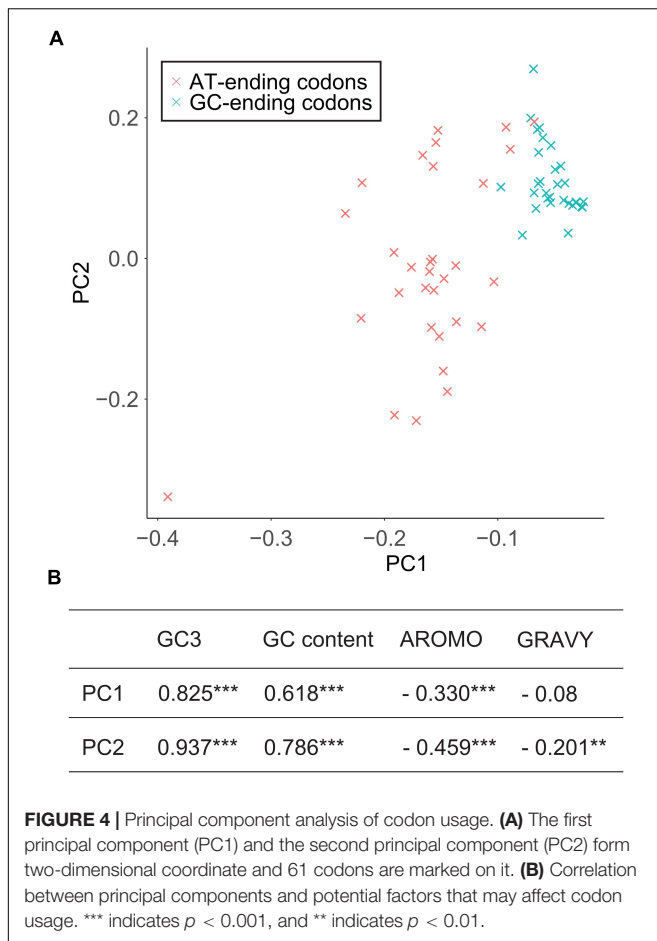 A
AT-ending codons
GC-ending codons
0.2
0.0
−0.2
PC2
−0.4
−0.3
−0.2
−0.1
PC1
B
GC3 GC content AROMO GRAVY
PC1 0.825*** 0.618*** - 0.330*** - 0.08
PC2 0.937*** 0.786*** - 0.459*** - 0.201**
FIGURE 4 | Principal component analysis of codon usage. (A) The first
principal component (PC1) and the second principal component (PC2) form
two-dimensional coordinate and 61 codons are marked on it. (B) Correlation
between principal components and potential factors that may affect codon
usage. *** indicates p < 0.001, and ** indicates p < 0.01.